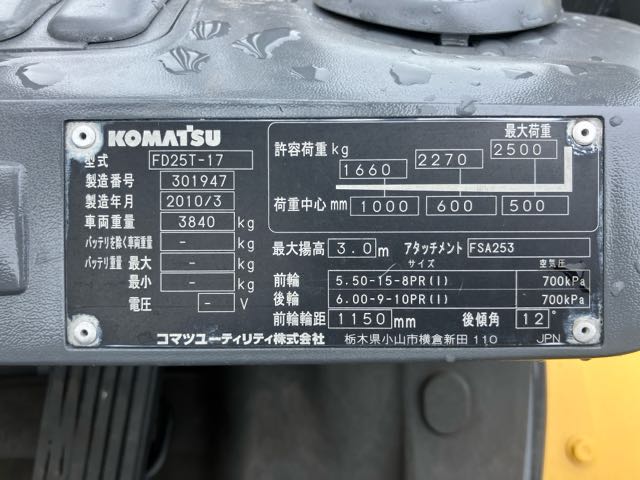 KOMATSU
型式 FD25T-17
製造番号 301947
製造年月 2010/3
車両重量 3840 kg
バッテリを除く車両重量 - kg
バッテリ重量 最大 - kg
最小 - kg
電圧 - V
最大荷重
許容荷重 kg 1660 2270 2500
荷重中心 mm 1000 600 500
最大揚高 3.0 m アタッチメント FSA253
サイズ 空気圧
前輪 5.50-15-8PR(I) 700kPa
後輪 6.00-9-10PR(I) 700kPa
前輪輪距 1150 mm 後傾角 12°
コマツユーティリティ株式会社 栃木県小山市横倉新田 110 JPN